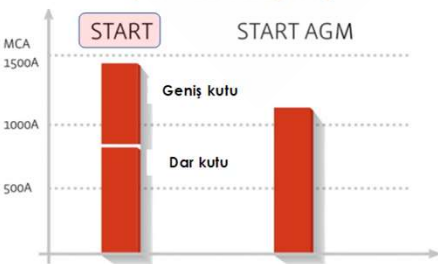 START
START AGM
MCA
1500A
Geniş kutu
1000A
Dar kutu
500A